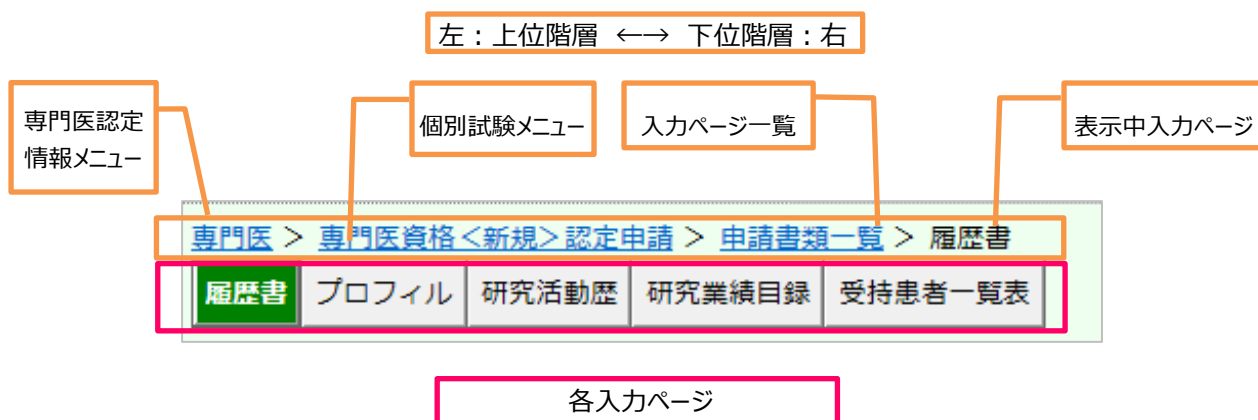 左：上位階層 ←→ 下位階層：右
専門医認定
情報メニュー
個別試験メニュー
入力ページ一覧
表示中入力ページ
専門医 > 専門医資格<新規>認定申請 > 申請書類一覧 > 履歴書
履歴書 プロフィル 研究活動歴 研究業績目録 受持患者一覧表
各入力ページ